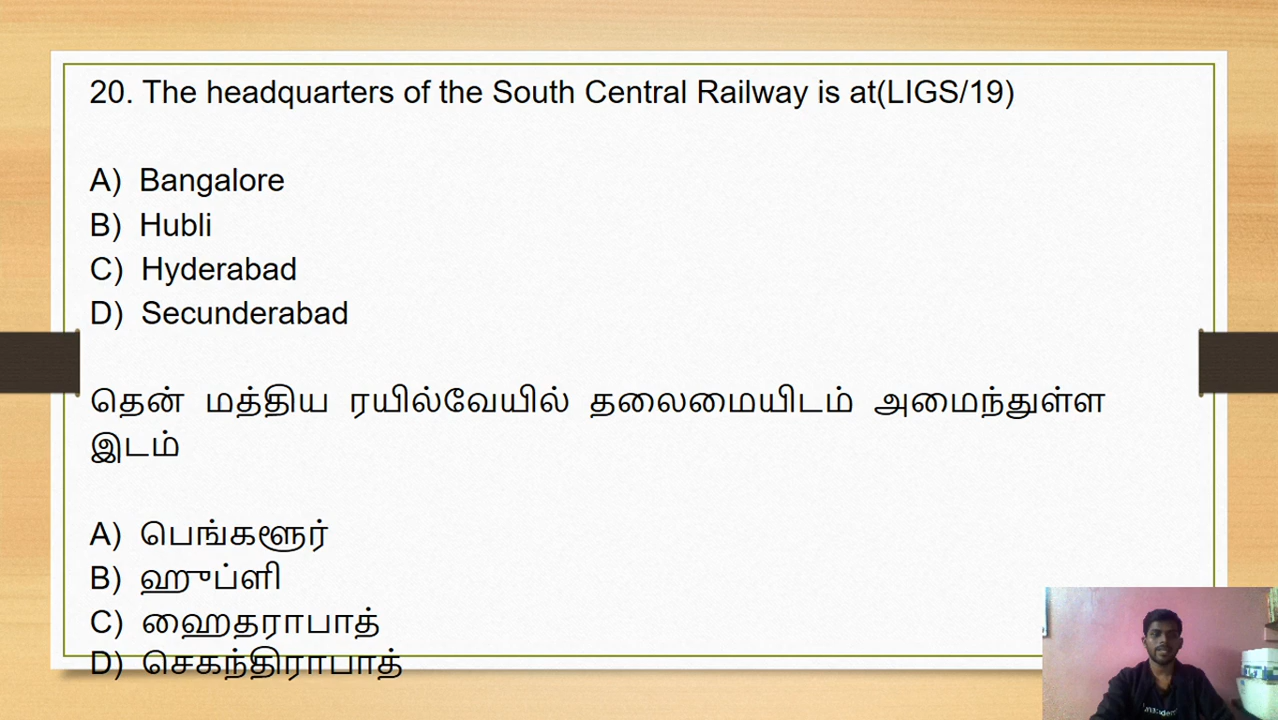 20. The headquarters of the South Central Railway is at(LIGS/19)
A) Bangalore
B) Hubli
C) Hyderabad
D) Secunderabad
தென் மத்திய ரயில்வேயில் தலைமையிடம் அமைந்துள்ள
இடம்
A) பெங்களூர்
B) ஹுப்ளி
C) ஹைதராபாத்
D) செகந்திராபாத்